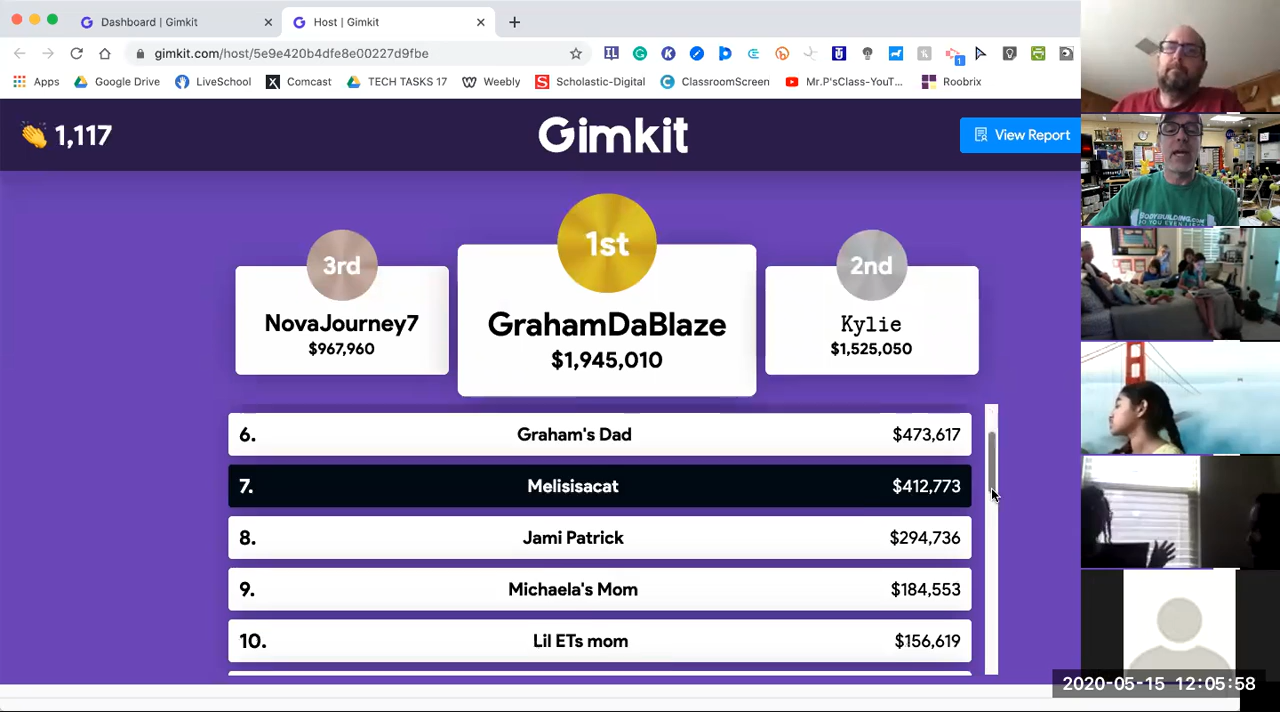 Dashboard | Gimkit
Host | Gimkit
gimkit.com/host/5e9e420b4dfe8e00227d9fbe
Apps Google Drive LiveSchool Comcast TECH TASKS 17 Weebly Scholastic-Digital ClassroomScreen Mr.P'sClass-YouT... Roobrix
1,117
Gimkit
View Report
3rd
1st
2nd
NovaJourney7
$967,960
GrahamDaBlaze
$1,945,010
Kylie
$1,525,050
6. Graham's Dad $473,617
7. Melisisacat $412,773
8. Jami Patrick $294,736
9. Michaela's Mom $184,553
10. Lil ETs mom $156,619
BODYBUILDING.COM
2020-05-15 12:05:58